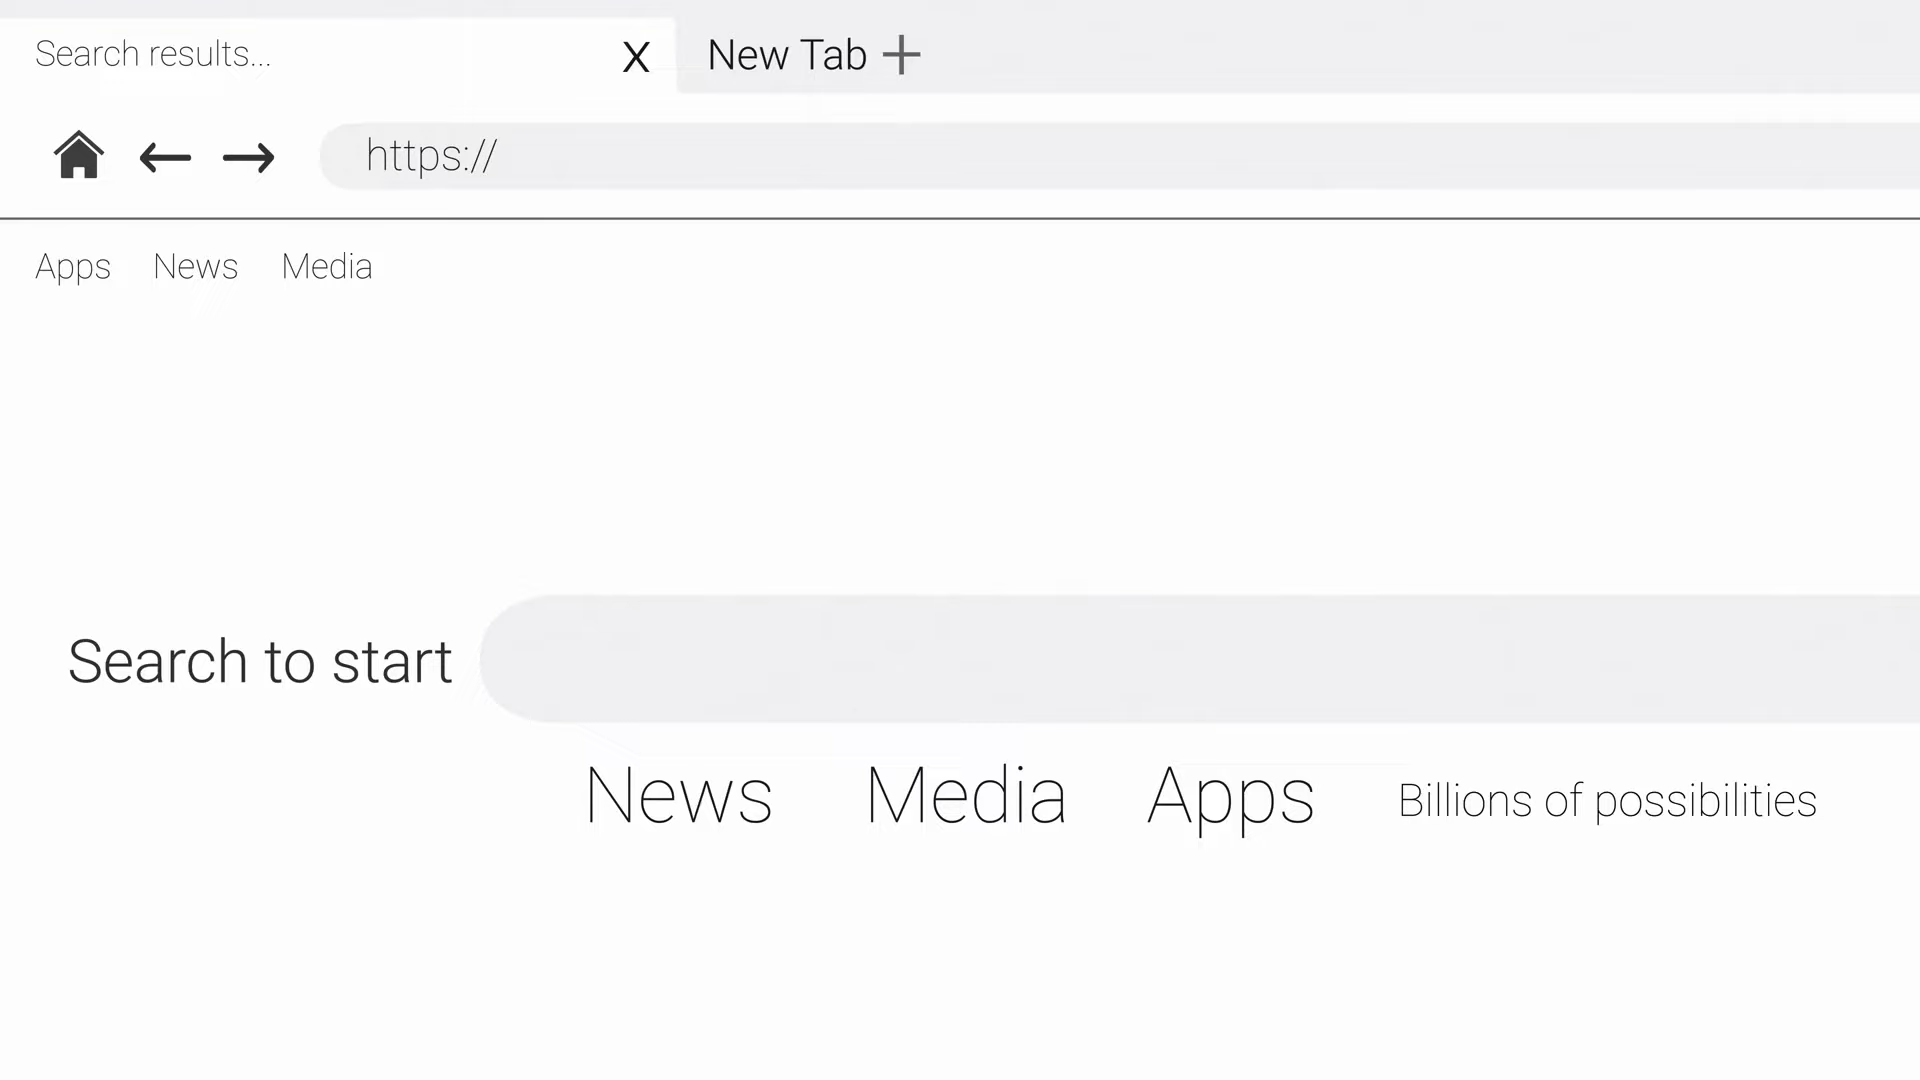 Search results... X New Tab +
https://
Apps News Media
Search to start
News Media Apps Billions of possibilities